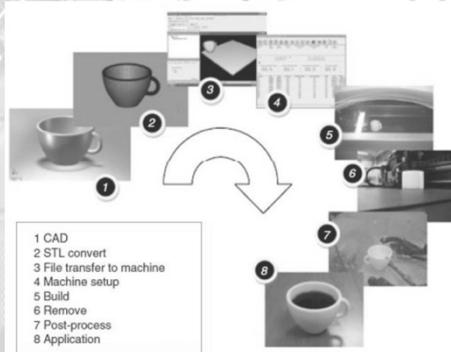 1
2
3
4
5
6
7
8
1 CAD
2 STL convert
3 File transfer to machine
4 Machine setup
5 Build
6 Remove
7 Post-process
8 Application